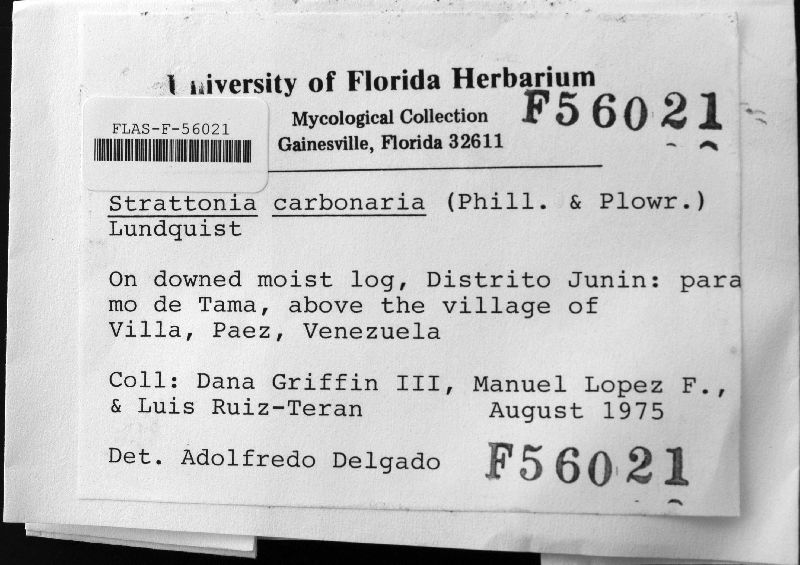 University of Florida Herbarium
Mycological Collection
Gainesville, Florida 32611
F56021
FLAS-F-56021
Strattonia carbonaria (Phill. & Plowr.)
Lundquist
On downed moist log, Distrito Junin: para
mo de Tama, above the village of
Villa, Paez, Venezuela
Coll: Dana Griffin III, Manuel Lopez F.,
& Luis Ruiz-Teran August 1975
Det. Adolfredo Delgado
F56021